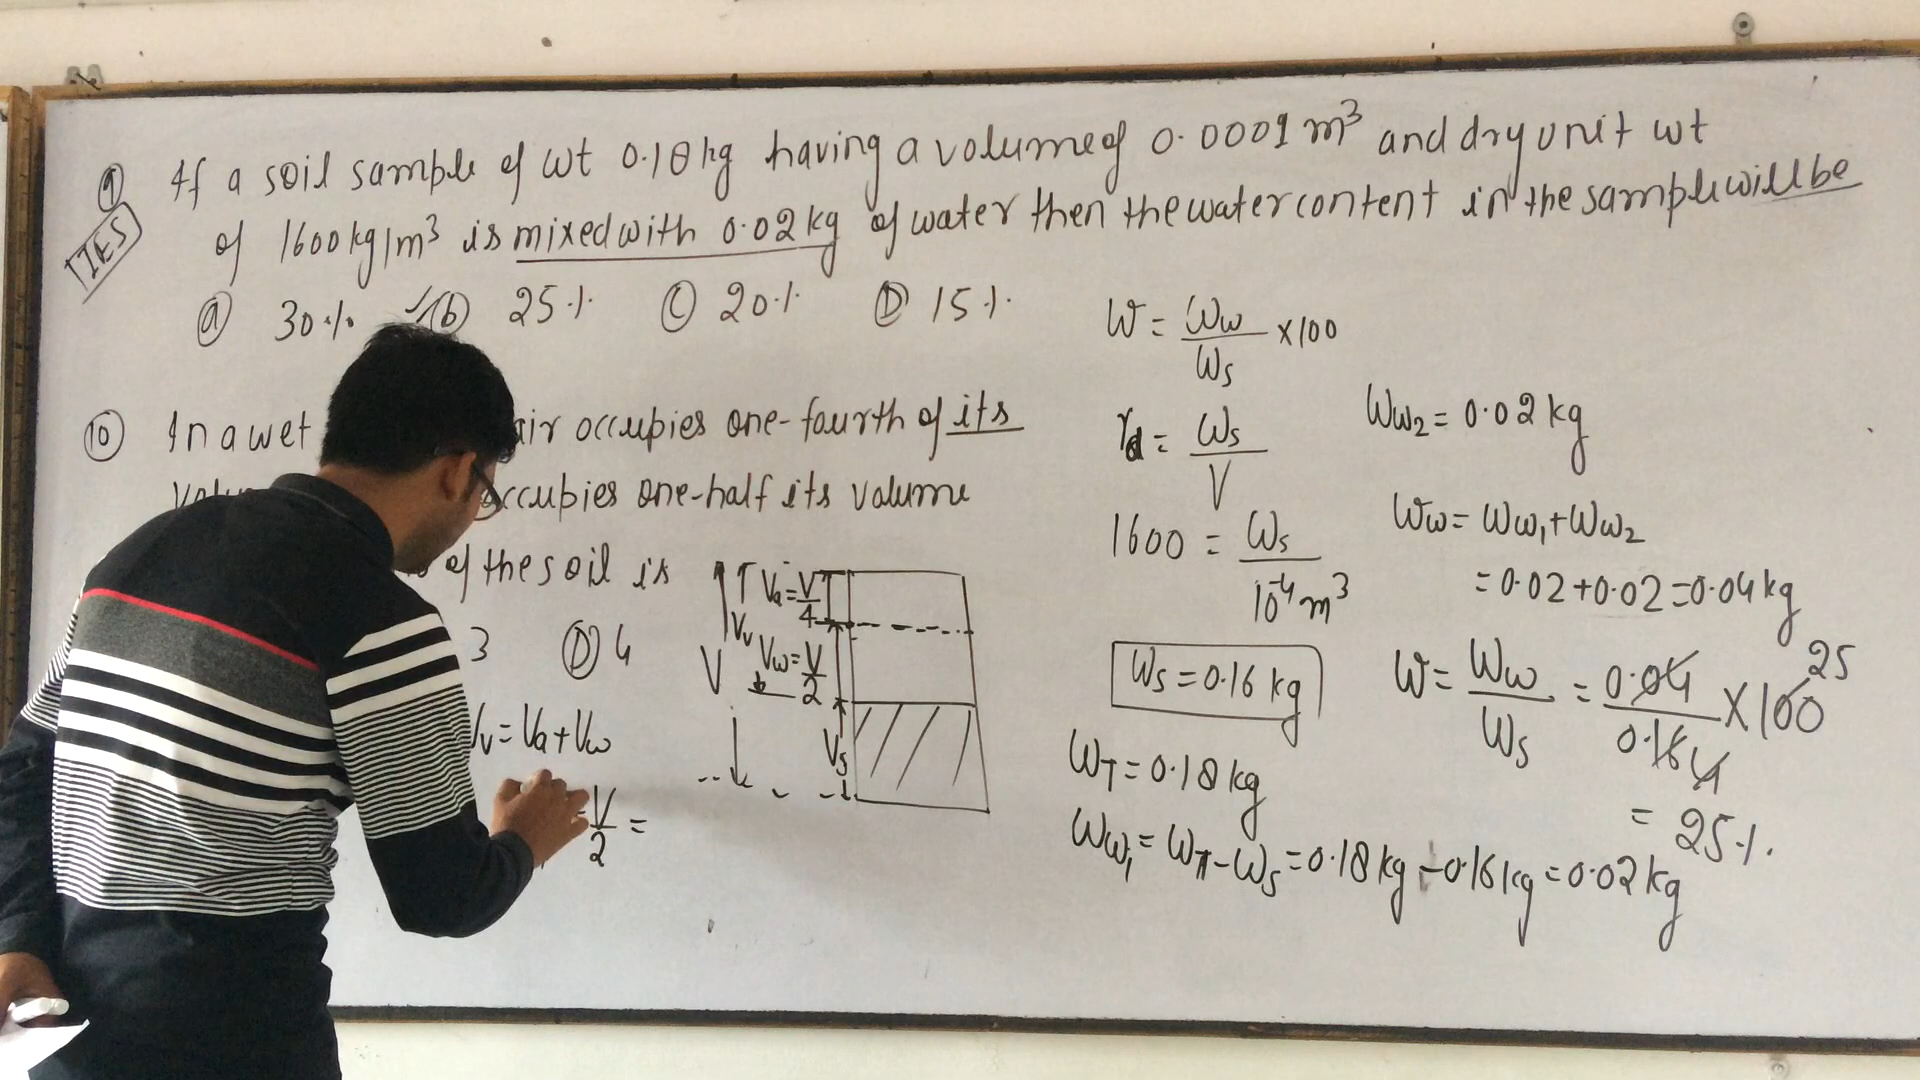 9 If a soil sample of wt 0.18 kg having a volume of 0.0001 m³ and dry unit wt
IES of 1600 kg/m³ is mixed with 0.02 kg of water then the water content in the sample will be
a 30% ✓b 25% C 20% D 15%
10 In a wet air occupies one-fourth of its
occupies one-half its volume
of the soil is
3 D 4
Vv = Va + Vw
V/2 =
Va = V/4
Vv
Vw = V/2
V
Vs
W = Ww/Ws ×100
γd = Ws/V
1600 = Ws/10⁻⁴ m³
Ws = 0.16 kg
WT = 0.18 kg
Ww₁ = WT - Ws = 0.18 kg - 0.16 kg = 0.02 kg
Ww₂ = 0.02 kg
Ww = Ww₁ + Ww₂
= 0.02 + 0.02 = 0.04 kg
W = Ww/Ws = 0.04/0.16 4 × 100 25
= 25%